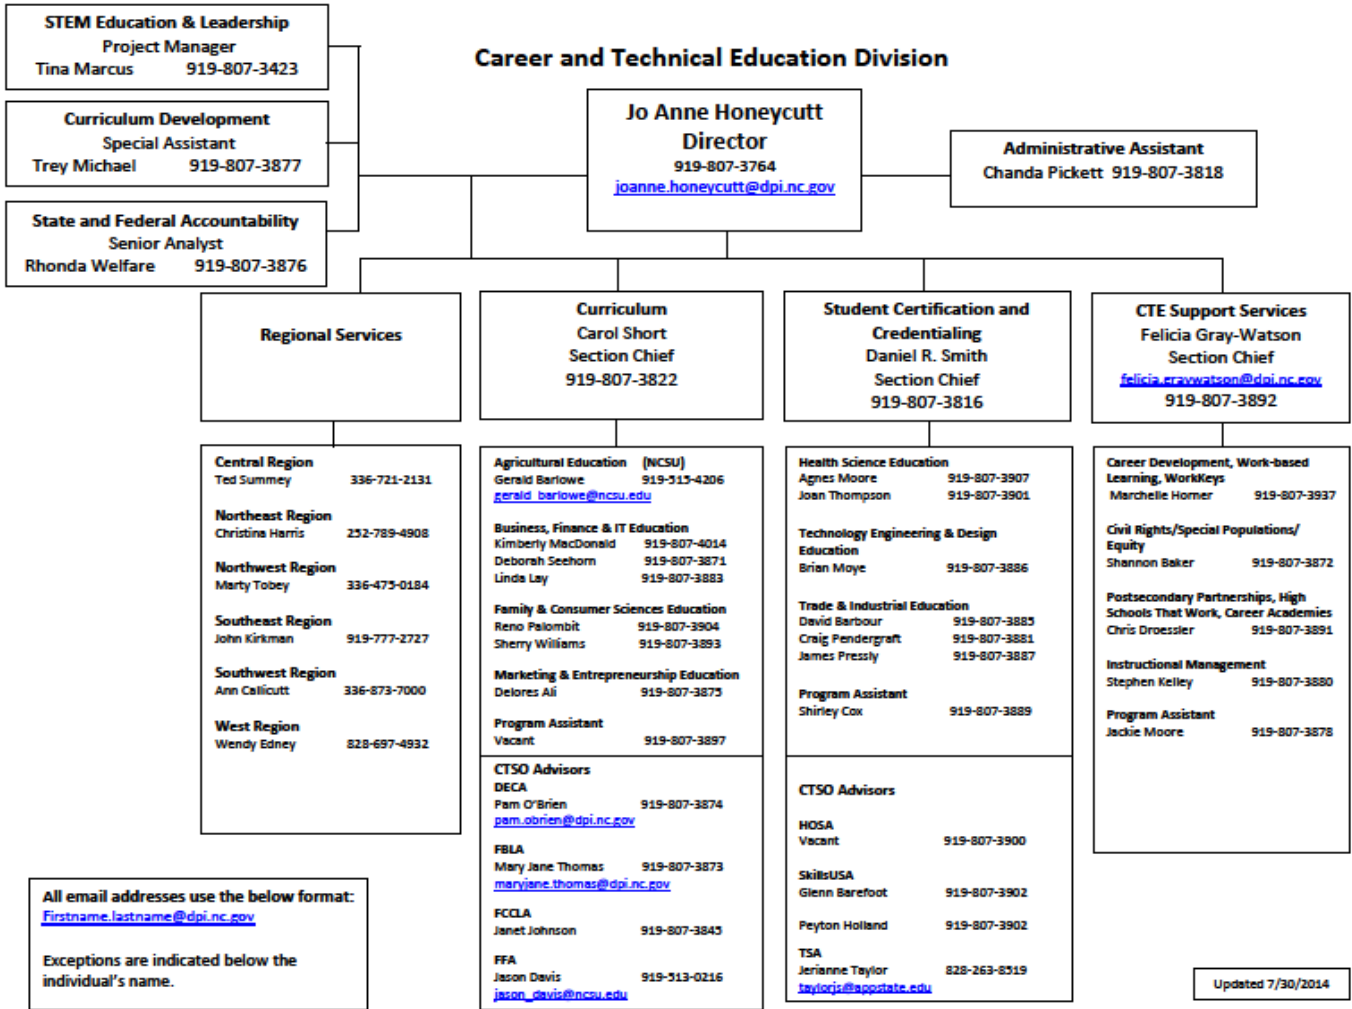 STEM Education & Leadership
Project Manager
Tina Marcus 919-807-3423
Curriculum Development
Special Assistant
Trey Michael 919-807-3877
State and Federal Accountability
Senior Analyst
Rhonda Welfare 919-807-3876
Career and Technical Education Division
Jo Anne Honeycutt
Director
919-807-3764
joanne.honeycutt@dpi.nc.gov
Administrative Assistant
Chanda Pickett 919-807-3818
Regional Services
Central Region
Ted Summey 336-721-2131
Northeast Region
Christina Harris 252-789-4908
Northwest Region
Marty Tobey 336-475-0184
Southeast Region
John Kirkman 919-777-2727
Southwest Region
Ann Callicutt 336-873-7000
West Region
Wendy Edney 828-697-4932
Curriculum
Carol Short
Section Chief
919-807-3822
Agricultural Education (NCSU)
Gerald Barlowe 919-515-4206
gerald_barlowe@ncsu.edu
Business, Finance & IT Education
Kimberly MacDonald 919-807-4014
Deborah Seehorn 919-807-3871
Linda Lay 919-807-3883
Family & Consumer Sciences Education
Reno Palombit 919-807-3904
Sherry Williams 919-807-3893
Marketing & Entrepreneurship Education
Delores Ali 919-807-3875
Program Assistant
Vacant 919-807-3897
CTSO Advisors
DECA
Pam O'Brien 919-807-3874
pam.obrien@dpi.nc.gov
FBLA
Mary Jane Thomas 919-807-3873
maryjane.thomas@dpi.nc.gov
FCCLA
Janet Johnson 919-807-3845
FFA
Jason Davis 919-513-0216
jason_davis@ncsu.edu
Student Certification and
Credentialing
Daniel R. Smith
Section Chief
919-807-3816
Health Science Education
Agnes Moore 919-807-3907
Joan Thompson 919-807-3901
Technology Engineering & Design
Education
Brian Moye 919-807-3886
Trade & Industrial Education
David Barbour 919-807-3885
Craig Pendergraft 919-807-3881
James Pressly 919-807-3887
Program Assistant
Shirley Cox 919-807-3889
CTSO Advisors
HOSA
Vacant 919-807-3900
SkillsUSA
Glenn Barefoot 919-807-3902
Peyton Holland 919-807-3902
TSA
Jerianne Taylor 828-263-8519
taylorjs@appstate.edu
CTE Support Services
Felicia Gray-Watson
Section Chief
felicia.graywatson@dpi.nc.gov
919-807-3892
Career Development, Work-based
Learning, WorkKeys
Marchelle Horner 919-807-3937
Civil Rights/Special Populations/
Equity
Shannon Baker 919-807-3872
Postsecondary Partnerships, High
Schools That Work, Career Academies
Chris Droessler 919-807-3891
Instructional Management
Stephen Kelley 919-807-3880
Program Assistant
Jackie Moore 919-807-3878
All email addresses use the below format:
Firstname.lastname@dpi.nc.gov
Exceptions are indicated below the
individual's name.
Updated 7/30/2014